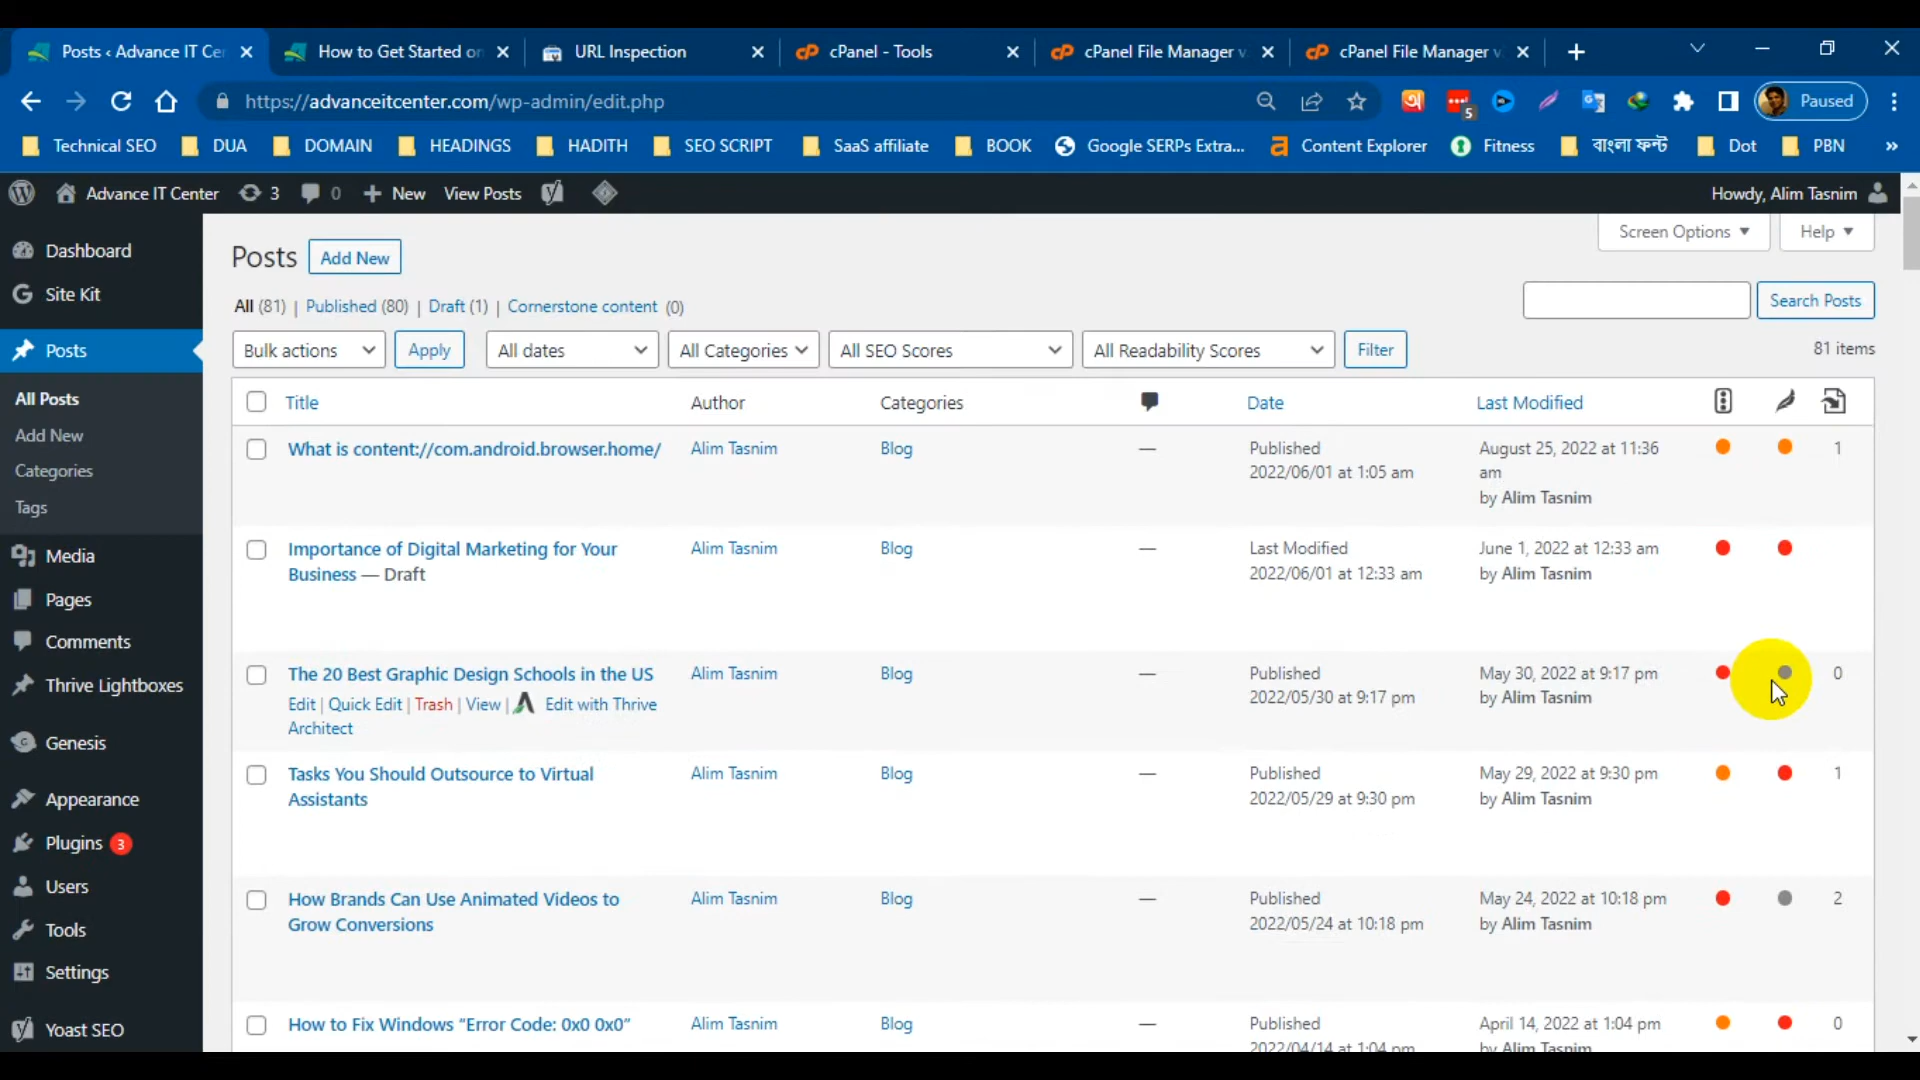 Posts ‹ Advance IT Cer
How to Get Started on
URL Inspection
cPanel - Tools
cPanel File Manager v
cPanel File Manager v
https://advanceitcenter.com/wp-admin/edit.php
5
Paused
Technical SEO
DUA
DOMAIN
HEADINGS
HADITH
SEO SCRIPT
SaaS affiliate
BOOK
Google SERPs Extra...
Content Explorer
Fitness
বাংলা ফন্ট
Dot
PBN
»
Advance IT Center
3
0
+ New
View Posts
Howdy, Alim Tasnim
Dashboard
Site Kit
Posts
All Posts
Add New
Categories
Tags
Media
Pages
Comments
Thrive Lightboxes
Genesis
Appearance
Plugins 3
Users
Tools
Settings
Yoast SEO
Screen Options
Help
Posts Add New
All (81) | Published (80) | Draft (1) | Cornerstone content (0)
Search Posts
Bulk actions
Apply
All dates
All Categories
All SEO Scores
All Readability Scores
Filter
81 items
Title
Author
Categories
Date
Last Modified
What is content://com.android.browser.home/
Alim Tasnim
Blog
—
Published
2022/06/01 at 1:05 am
August 25, 2022 at 11:36
am
by Alim Tasnim
1
Importance of Digital Marketing for Your
Business — Draft
Alim Tasnim
Blog
—
Last Modified
2022/06/01 at 12:33 am
June 1, 2022 at 12:33 am
by Alim Tasnim
The 20 Best Graphic Design Schools in the US
Edit | Quick Edit | Trash | View | Edit with Thrive
Architect
Alim Tasnim
Blog
—
Published
2022/05/30 at 9:17 pm
May 30, 2022 at 9:17 pm
by Alim Tasnim
0
Tasks You Should Outsource to Virtual
Assistants
Alim Tasnim
Blog
—
Published
2022/05/29 at 9:30 pm
May 29, 2022 at 9:30 pm
by Alim Tasnim
1
How Brands Can Use Animated Videos to
Grow Conversions
Alim Tasnim
Blog
—
Published
2022/05/24 at 10:18 pm
May 24, 2022 at 10:18 pm
by Alim Tasnim
2
How to Fix Windows "Error Code: 0x0 0x0"
Alim Tasnim
Blog
—
Published
2022/04/14 at 1:04 pm
April 14, 2022 at 1:04 pm
by Alim Tasnim
0